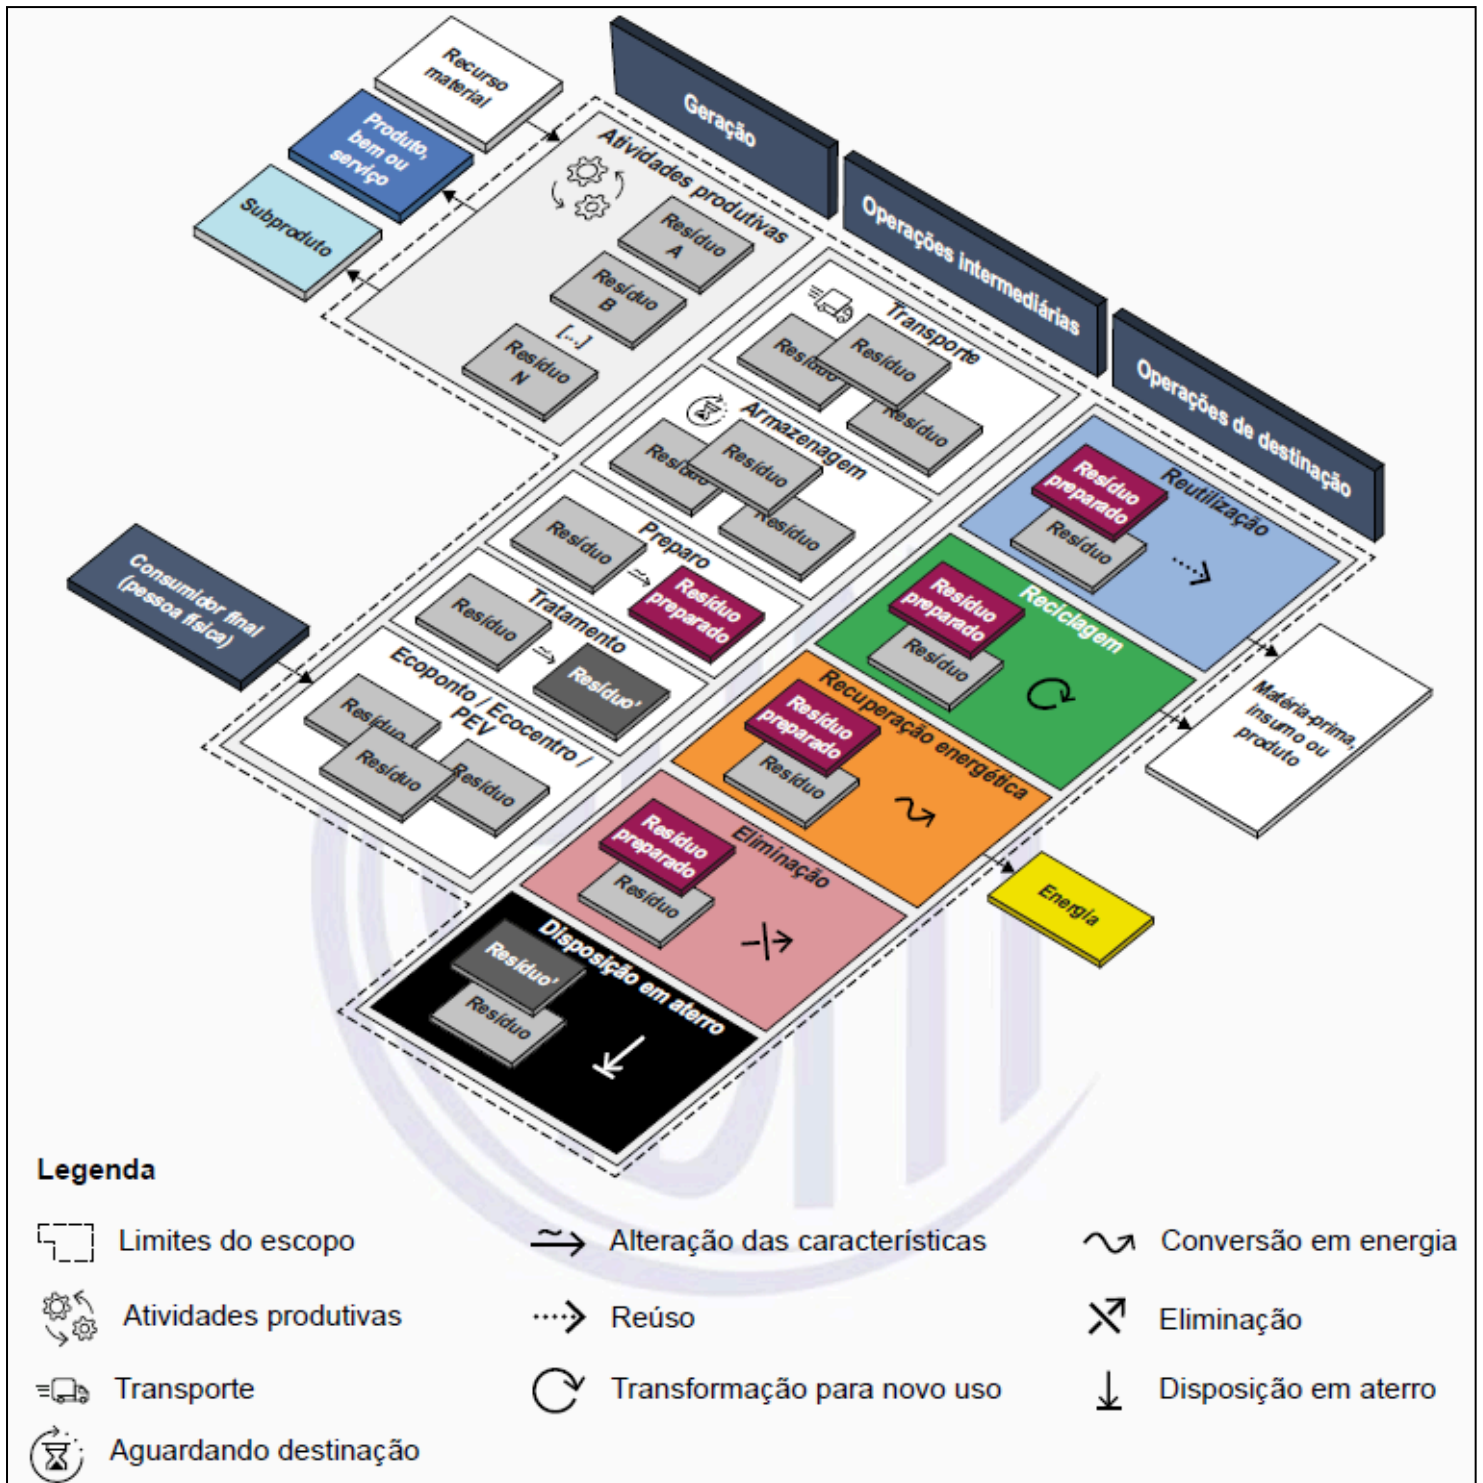 Recurso
material
Produto,
bem ou
serviço
Subproduto
Geração
Operações intermediárias
Operações de destinação
Atividades produtivas
Resíduo
A
Resíduo
B
[...]
Resíduo
N
Transporte
Resíduo
Resíduo
Resíduo
Armazenagem
Resíduo
Resíduo
Resíduo
Preparo
Resíduo
Resíduo
preparado
Tratamento
Resíduo
Resíduo'
Ecoponto / Ecocentro /
PEV
Resíduo
Resíduo
Resíduo
Consumidor final
(pessoa física)
Reutilização
Resíduo
preparado
Resíduo
Reciclagem
Resíduo
preparado
Resíduo
Recuperação energética
Resíduo
preparado
Resíduo
Eliminação
Resíduo
preparado
Resíduo
Disposição em aterro
Resíduo'
Resíduo
Matéria-prima,
insumo ou
produto
Energia
Legenda
Limites do escopo
Alteração das características
Conversão em energia
Atividades produtivas
Reúso
Eliminação
Transporte
Transformação para novo uso
Disposição em aterro
Aguardando destinação